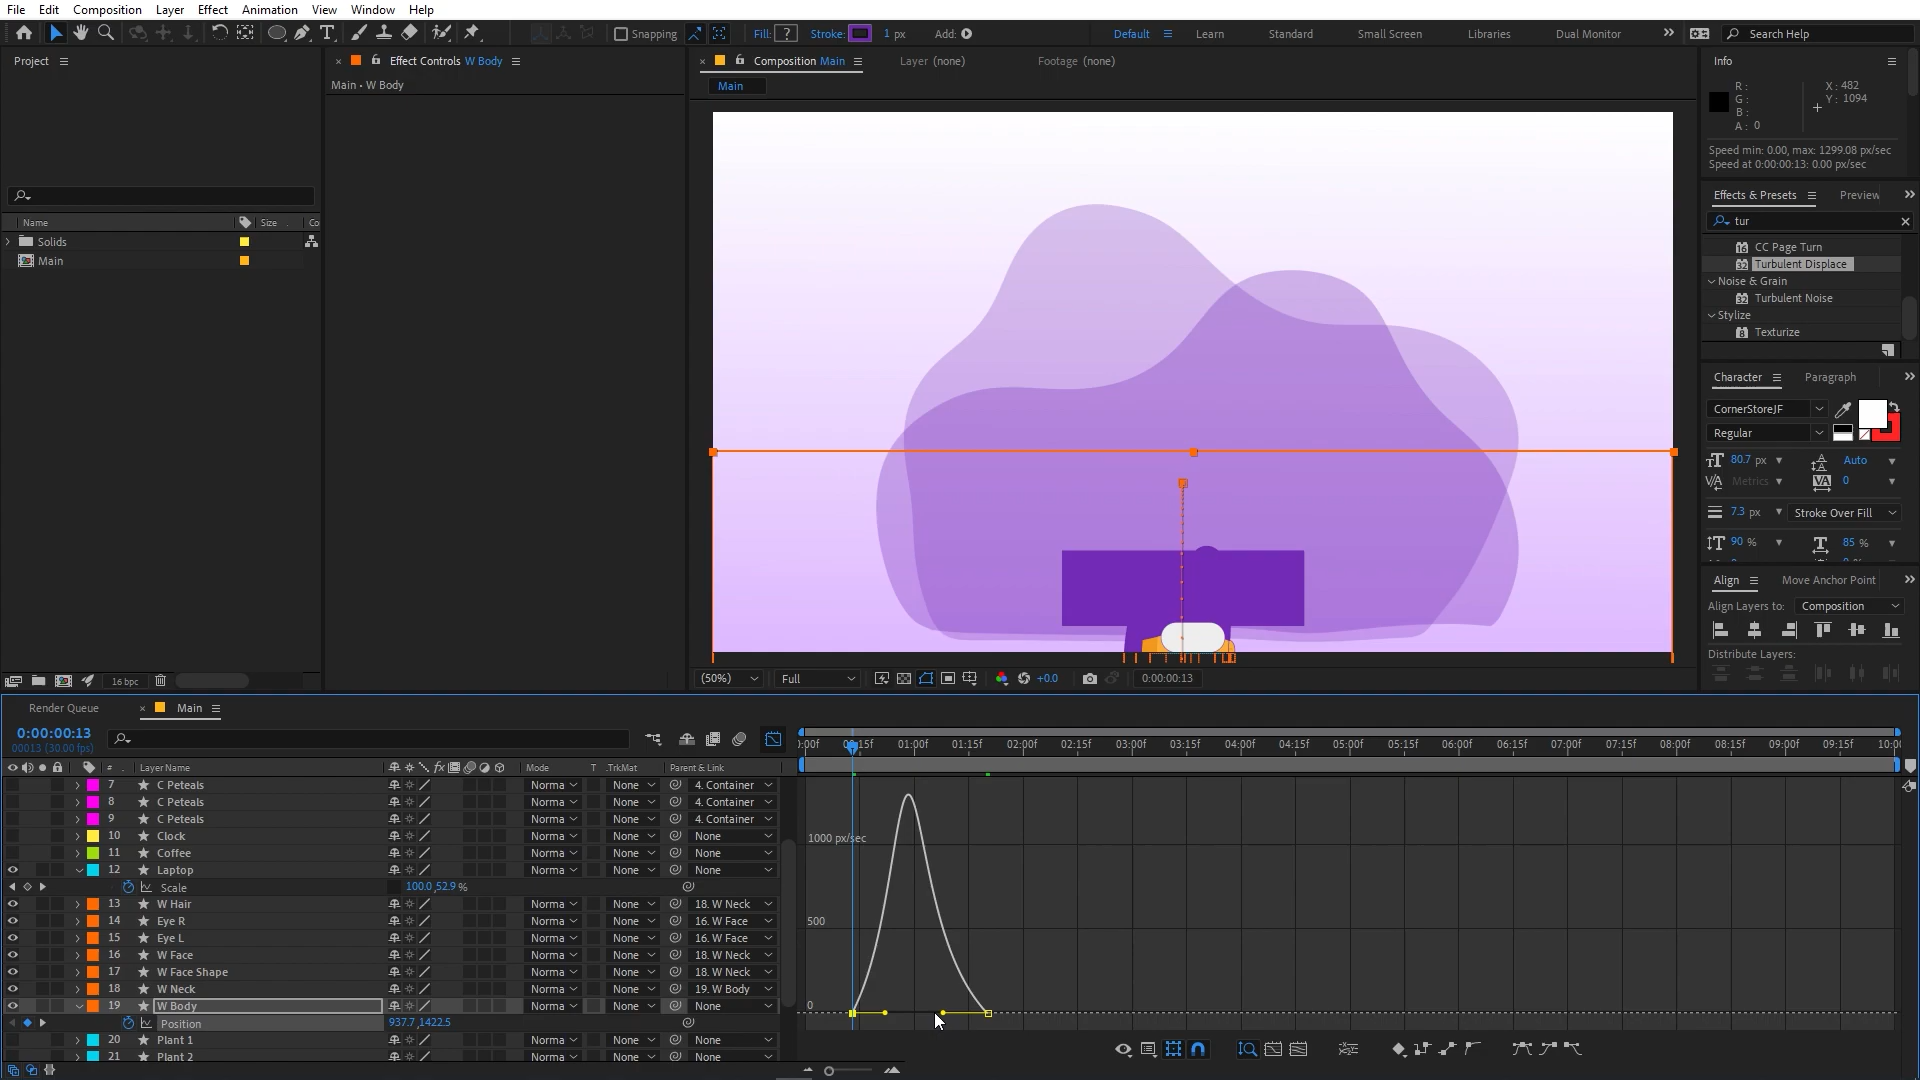 File Edit Composition Layer Effect Animation View Window Help
Snapping Fill: ? Stroke: 1 px Add: Default Learn Standard Small Screen Libraries Dual Monitor Search Help
Project Effect Controls W Body Composition Main Layer (none) Footage (none) Info
Main • W Body Main
R: X: 482
G: Y: 1094
B:
A: 0
Speed min: 0.00, max: 1299.08 px/sec
Speed at 0:00:00:13: 0.00 px/sec
Effects & Presets Preview
tur
Name Size Co
Solids
Main
CC Page Turn
Turbulent Displace
Noise & Grain
Turbulent Noise
Stylize
Texturize
Character Paragraph
CornerStoreJF
Regular
80.7 px Auto
Metrics 0
7.3 px Stroke Over Fill
90 % 85 %
Align Move Anchor Point
Align Layers to: Composition
Distribute Layers:
16 bpc (50%) Full +0.0 0:00:00:13
Render Queue Main
0:00:00:13
00013 (30.00 fps)
:00f 00:15f 01:00f 01:15f 02:00f 02:15f 03:00f 03:15f 04:00f 04:15f 05:00f 05:15f 06:00f 06:15f 07:00f 07:15f 08:00f 08:15f 09:00f 09:15f 10:00
# Layer Name Mode T .TrkMat Parent & Link
7 C Peteals Norma None 4. Container
8 C Peteals Norma None 4. Container
9 C Peteals Norma None 4. Container
10 Clock Norma None None
11 Coffee Norma None None
12 Laptop Norma None None
Scale 100.0,52.9 %
13 W Hair Norma None 18. W Neck
14 Eye R Norma None 16. W Face
15 Eye L Norma None 16. W Face
16 W Face Norma None 18. W Neck
17 W Face Shape Norma None 18. W Neck
18 W Neck Norma None 19. W Body
19 W Body Norma None None
Position 937.7,1422.5
20 Plant 1 Norma None None
21 Plant 2 Norma None None
1000 px/sec
500
0